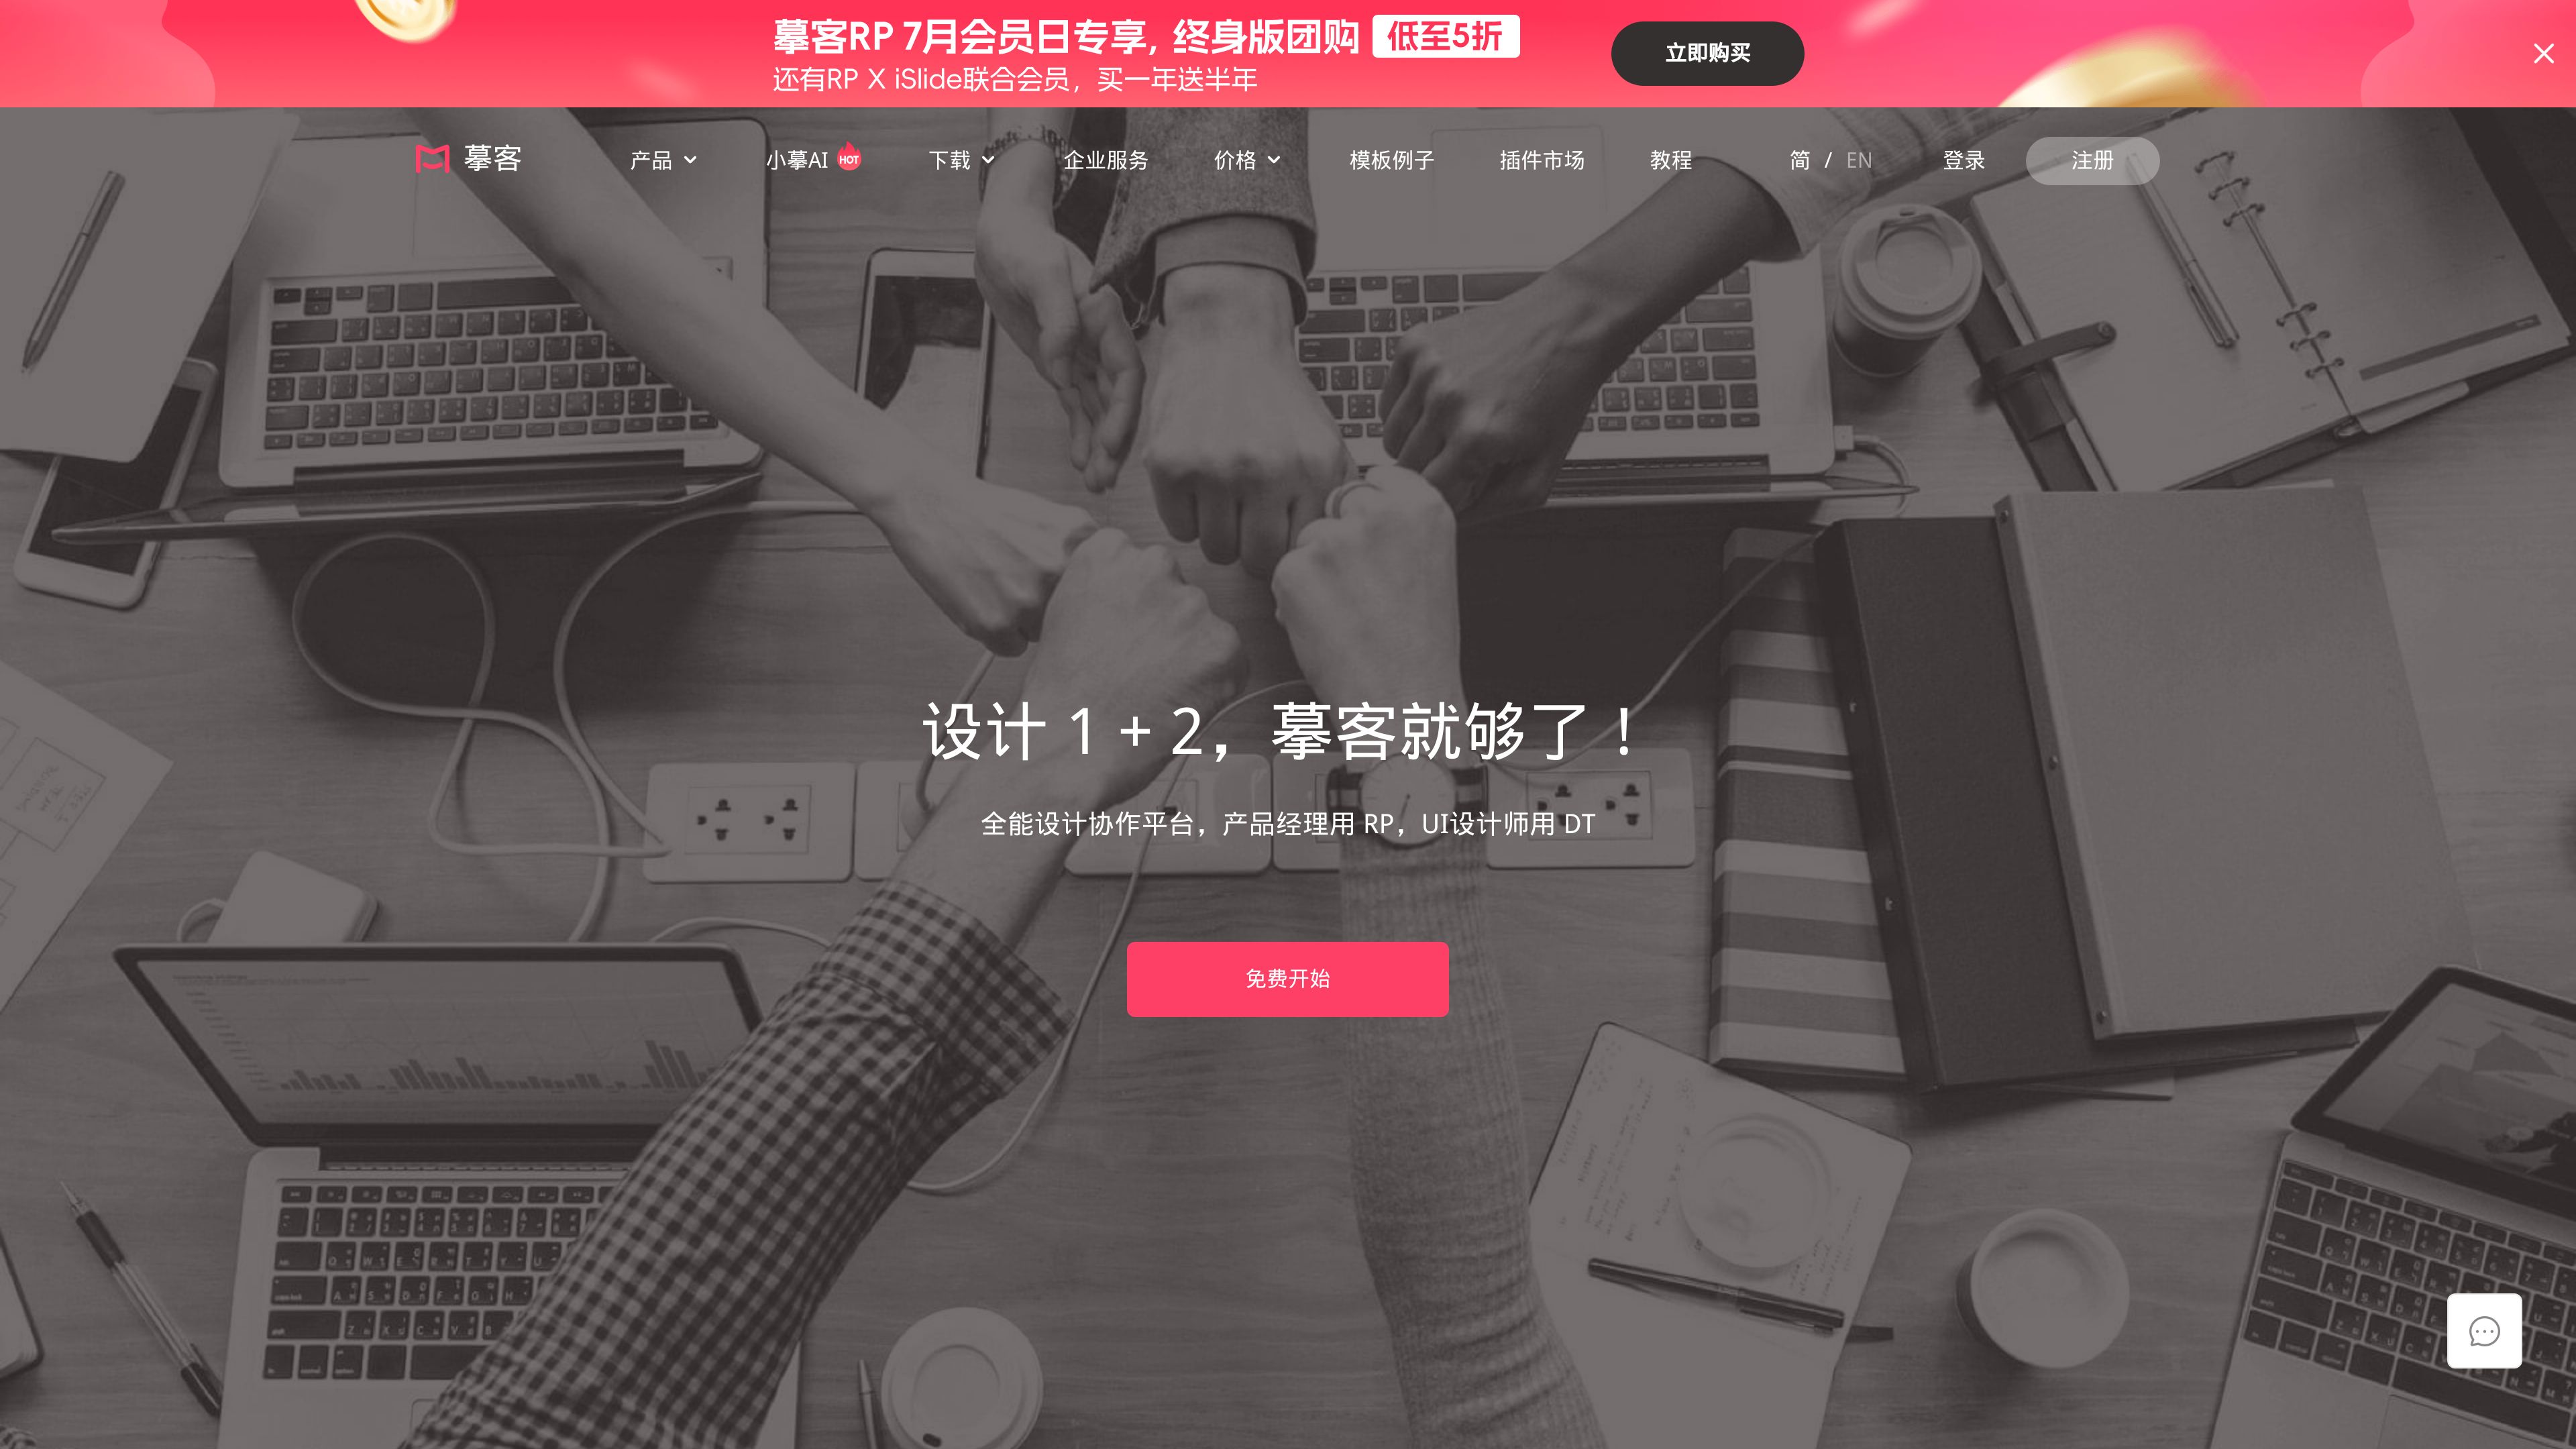 摹客RP 7月会员日专享, 终身版团购 低至5折
还有RP X iSlide联合会员，买一年送半年
立即购买
摹客 产品 小摹AI HOT 下载 企业服务 价格 模板例子 插件市场 教程 简 / EN 登录 注册
设计 1 + 2，摹客就够了！
全能设计协作平台，产品经理用 RP，UI设计师用 DT
免费开始